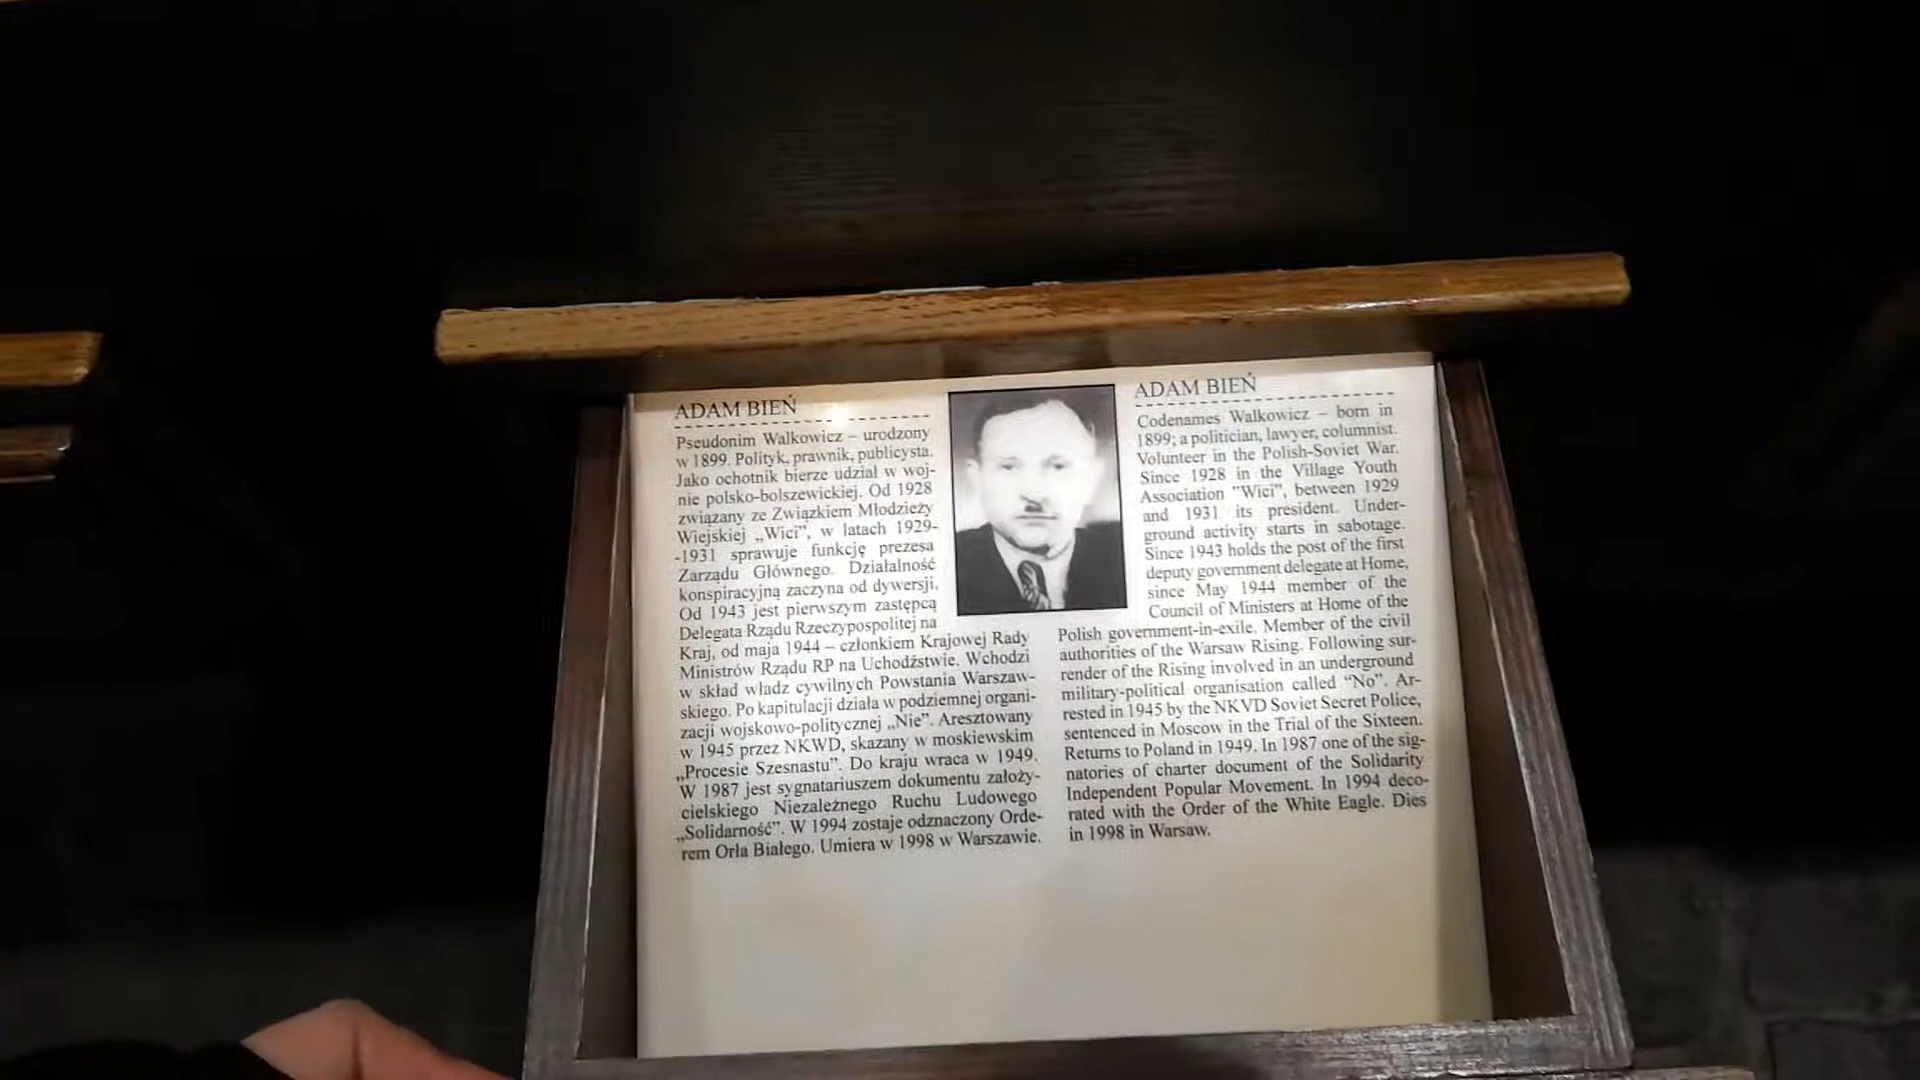 ADAM BIEŃ
Pseudonim Walkowicz – urodzony
w 1899. Polityk, prawnik, publicysta.
Jako ochotnik bierze udział w woj-
nie polsko-bolszewickiej. Od 1928
związany ze Związkiem Młodzieży
Wiejskiej „Wici”, w latach 1929-
-1931 sprawuje funkcję prezesa
Zarządu Głównego. Działalność
konspiracyjną zaczyna od dywersji.
Od 1943 jest pierwszym zastępcą
Delegata Rządu Rzeczypospolitej na
Kraj, od maja 1944 – członkiem Krajowej Rady
Ministrów Rządu RP na Uchodźstwie. Wchodzi
w skład władz cywilnych Powstania Warszaw-
skiego. Po kapitulacji działa w podziemnej organi-
zacji wojskowo-politycznej „Nie”. Aresztowany
w 1945 przez NKWD, skazany w moskiewskim
„Procesie Szesnastu”. Do kraju wraca w 1949.
W 1987 jest sygnatariuszem dokumentu założy-
cielskiego Niezależnego Ruchu Ludowego
„Solidarność”. W 1994 zostaje odznaczony Orde-
rem Orła Białego. Umiera w 1998 w Warszawie.
ADAM BIEŃ
Codenames Walkowicz – born in
1899; a politician, lawyer, columnist.
Volunteer in the Polish-Soviet War.
Since 1928 in the Village Youth
Association "Wici", between 1929
and 1931 its president. Under-
ground activity starts in sabotage.
Since 1943 holds the post of the first
deputy government delegate at Home,
since May 1944 member of the
Council of Ministers at Home of the
Polish government-in-exile. Member of the civil
authorities of the Warsaw Rising. Following sur-
render of the Rising involved in an underground
military-political organisation called “No”. Ar-
rested in 1945 by the NKVD Soviet Secret Police,
sentenced in Moscow in the Trial of the Sixteen.
Returns to Poland in 1949. In 1987 one of the sig-
natories of charter document of the Solidarity
Independent Popular Movement. In 1994 deco-
rated with the Order of the White Eagle. Dies
in 1998 in Warsaw.